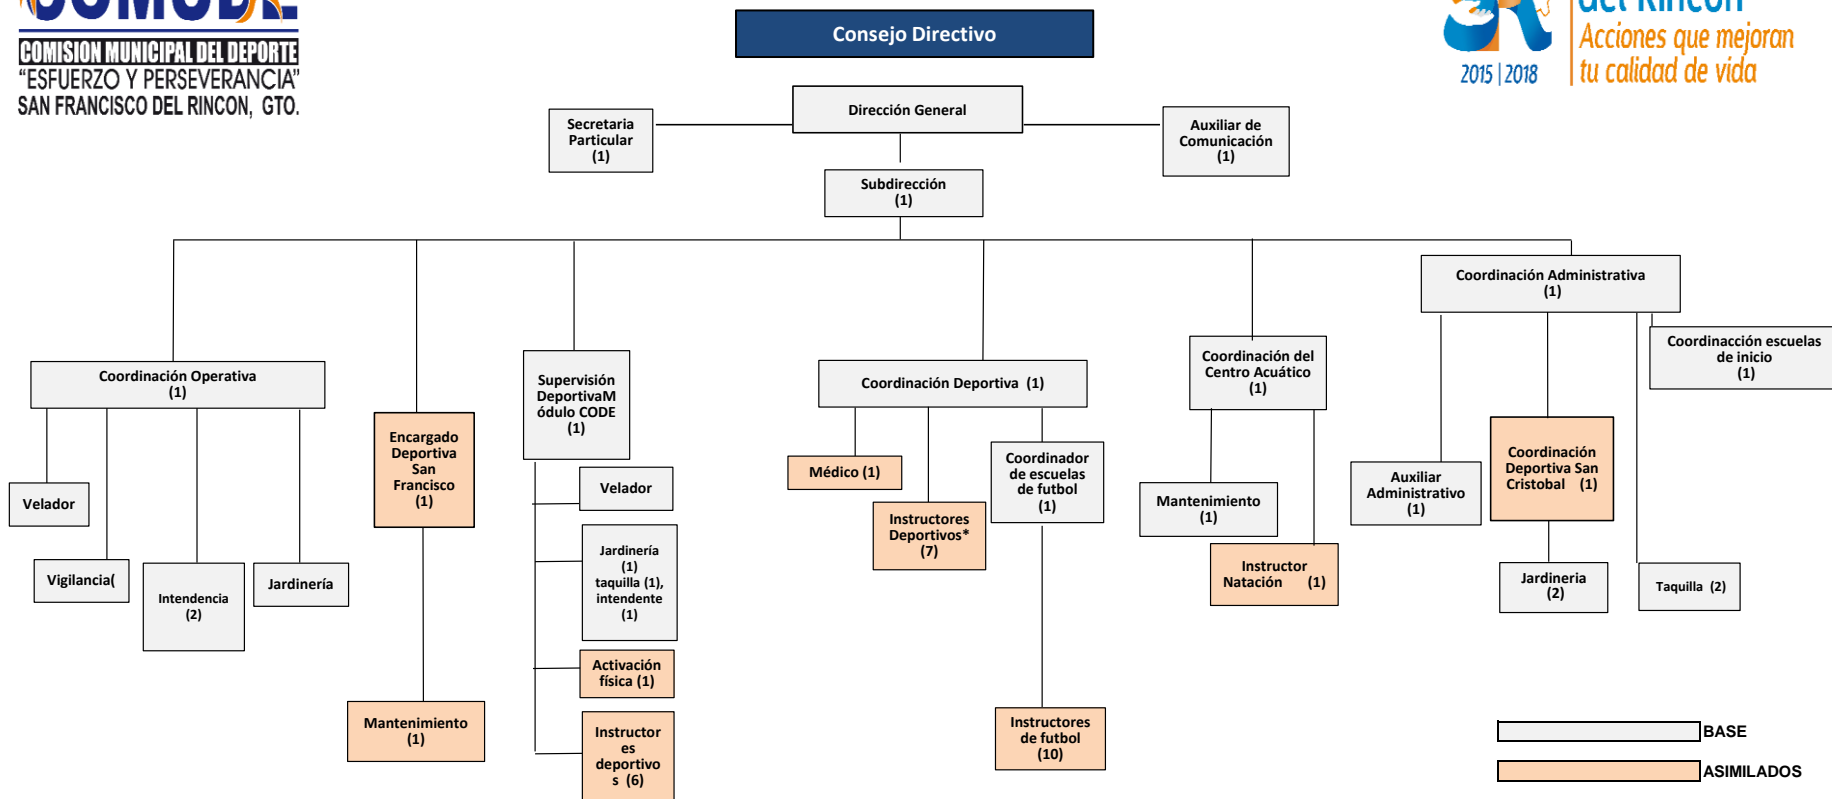 COMUDE
COMISION MUNICIPAL DEL DEPORTE
“ESFUERZO Y PERSEVERANCIA”
SAN FRANCISCO DEL RINCON, GTO.
Consejo Directivo
del Rincón
Acciones que mejoran
tu calidad de vida
2015 | 2018
Dirección General
Secretaria
Particular
(1)
Auxiliar de
Comunicación
(1)
Subdirección
(1)
Coordinación Administrativa
(1)
Coordinacción escuelas
de inicio
(1)
Coordinación Operativa
(1)
Supervisión
DeportivaM
ódulo CODE
(1)
Coordinación Deportiva (1)
Coordinación del
Centro Acuático
(1)
Encargado
Deportiva
San
Francisco
(1)
Velador
Vigilancia(
Intendencia
(2)
Jardinería
Mantenimiento
(1)
Velador
Jardinería
(1)
taquilla (1),
intendente
(1)
Activación
física (1)
Instructor
es
deportivo
s (6)
Médico (1)
Instructores
Deportivos*
(7)
Coordinador
de escuelas
de futbol
(1)
Instructores
de futbol
(10)
Mantenimiento
(1)
Instructor
Natación (1)
Auxiliar
Administrativo
(1)
Coordinación
Deportiva San
Cristobal (1)
Jardineria
(2)
Taquilla (2)
BASE
ASIMILADOS